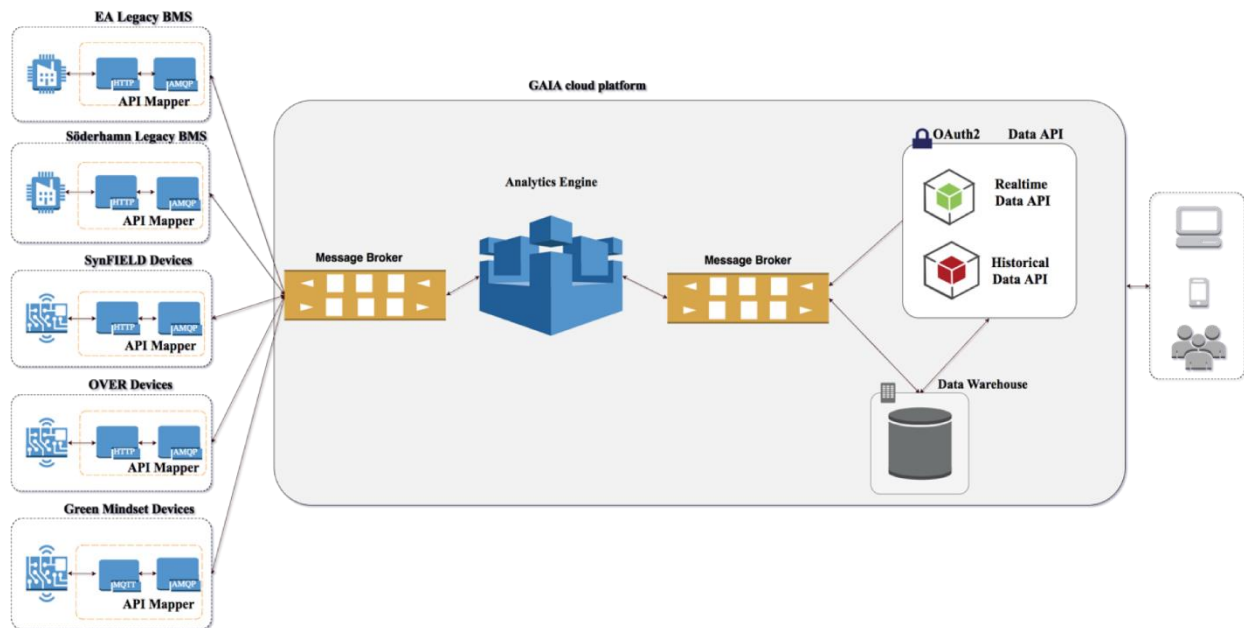 EA Legacy BMS
HTTP
AMQP
API Mapper
Söderhamn Legacy BMS
HTTP
AMQP
API Mapper
SynFIELD Devices
HTTP
AMQP
API Mapper
OVER Devices
HTTP
AMQP
API Mapper
Green Mindset Devices
MQTT
AMQP
API Mapper
GAIA cloud platform
Message Broker
Analytics Engine
Message Broker
OAuth2
Data API
Realtime
Data API
Historical
Data API
Data Warehouse